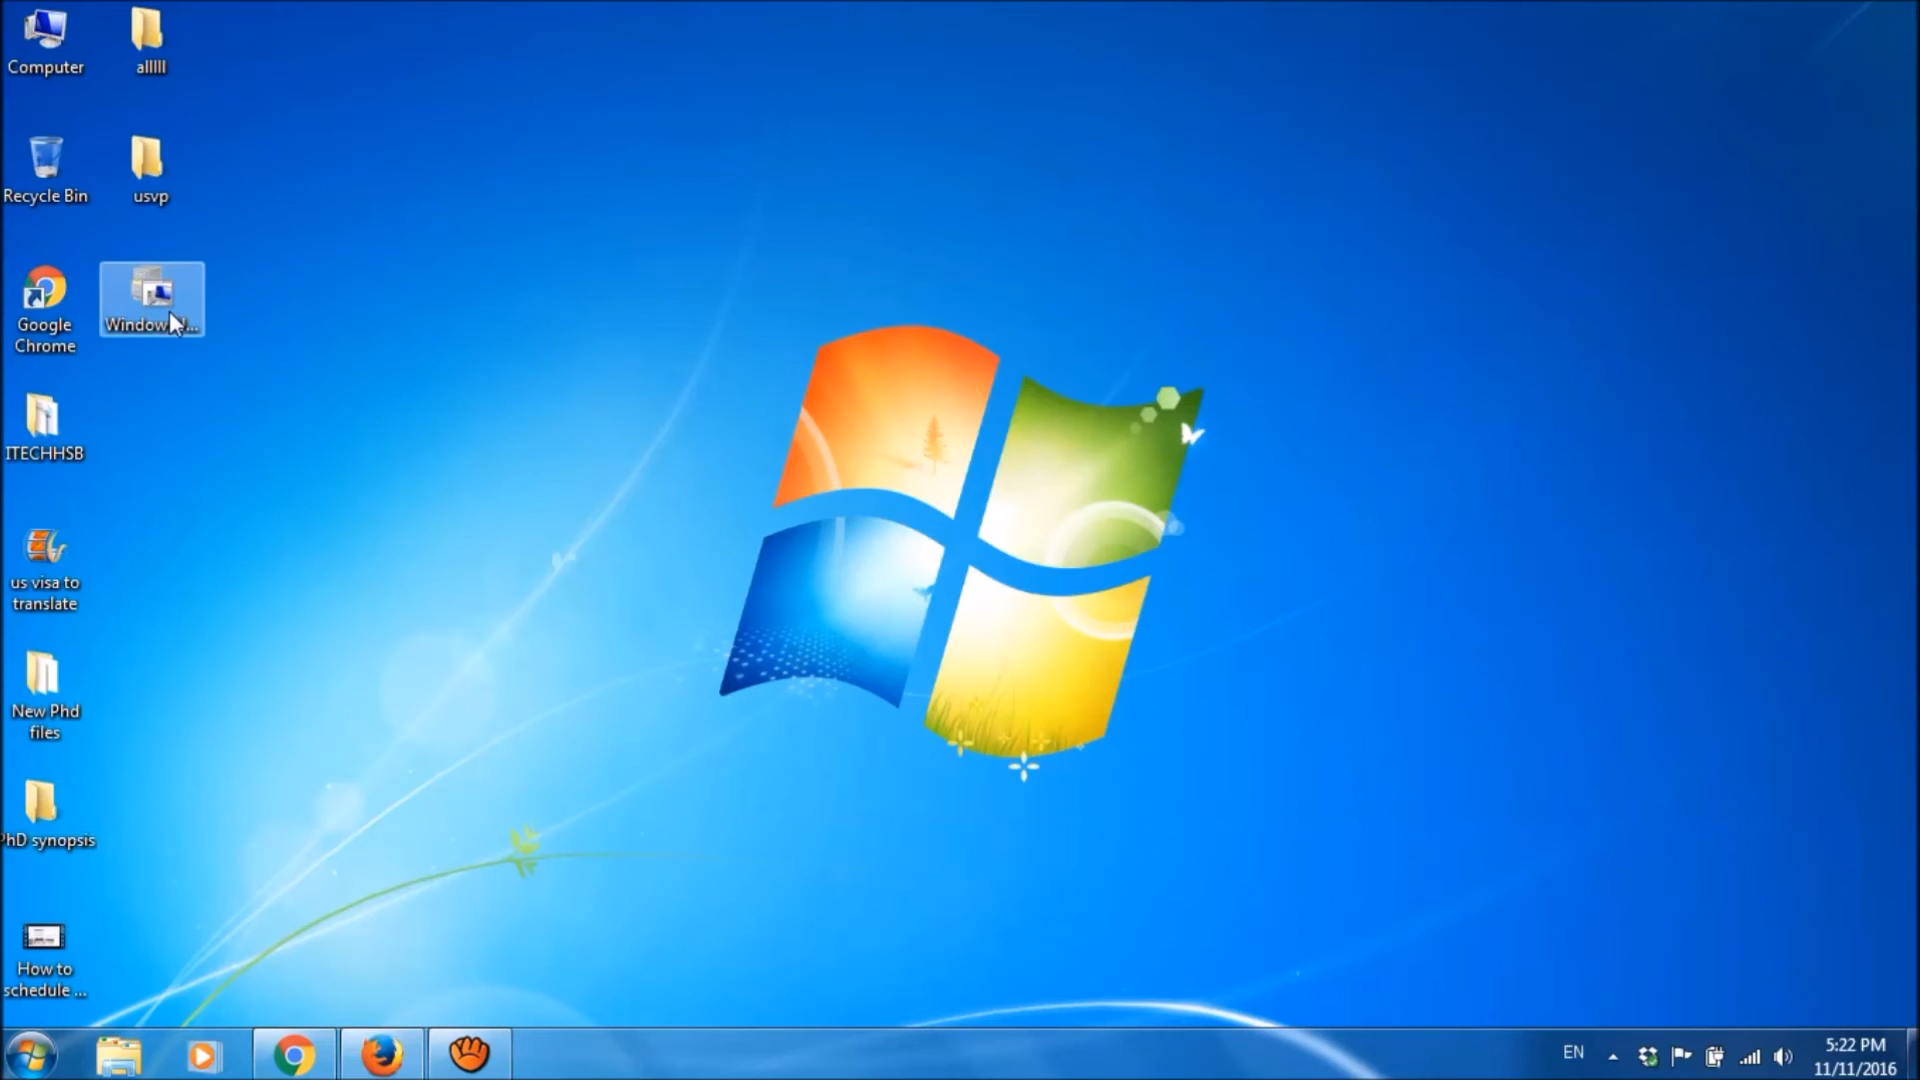 Computer
alllll
Recycle Bin
usvp
Google
Chrome
ITECHHSB
us visa to
translate
New Phd
files
PhD synopsis
How to
schedule ...
EN
5:22 PM
11/11/2016